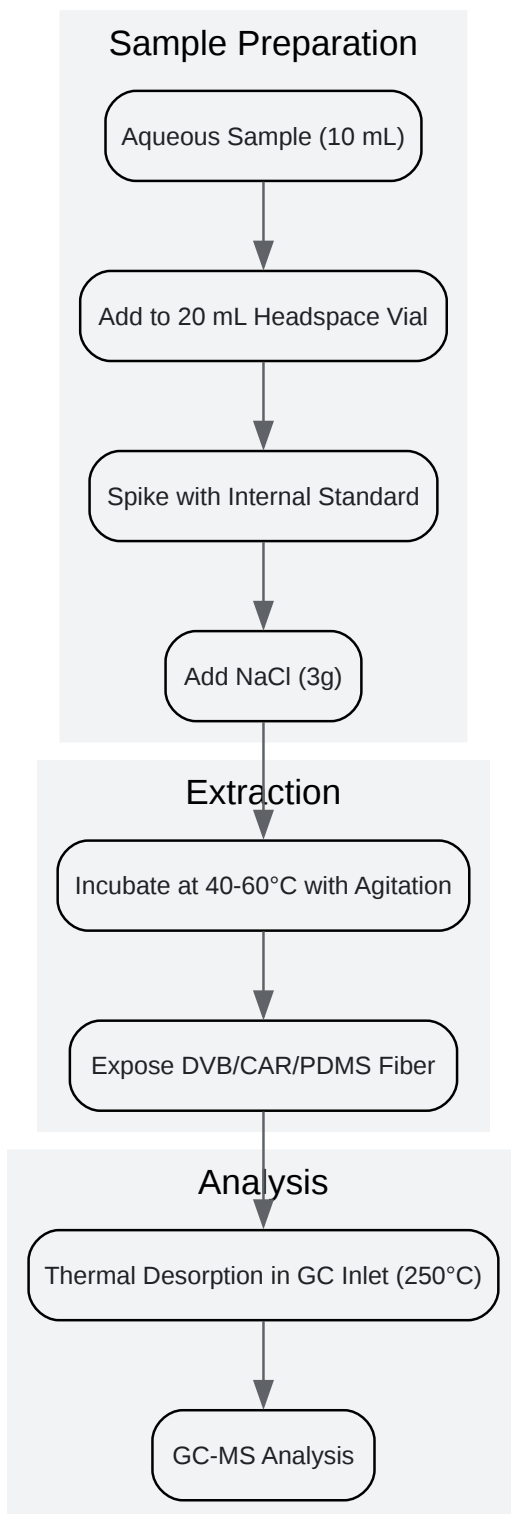 Sample Preparation
Aqueous Sample (10 mL)
Add to 20 mL Headspace Vial
Spike with Internal Standard
Add NaCl (3g)
Extraction
Incubate at 40-60°C with Agitation
Expose DVB/CAR/PDMS Fiber
Analysis
Thermal Desorption in GC Inlet (250°C)
GC-MS Analysis